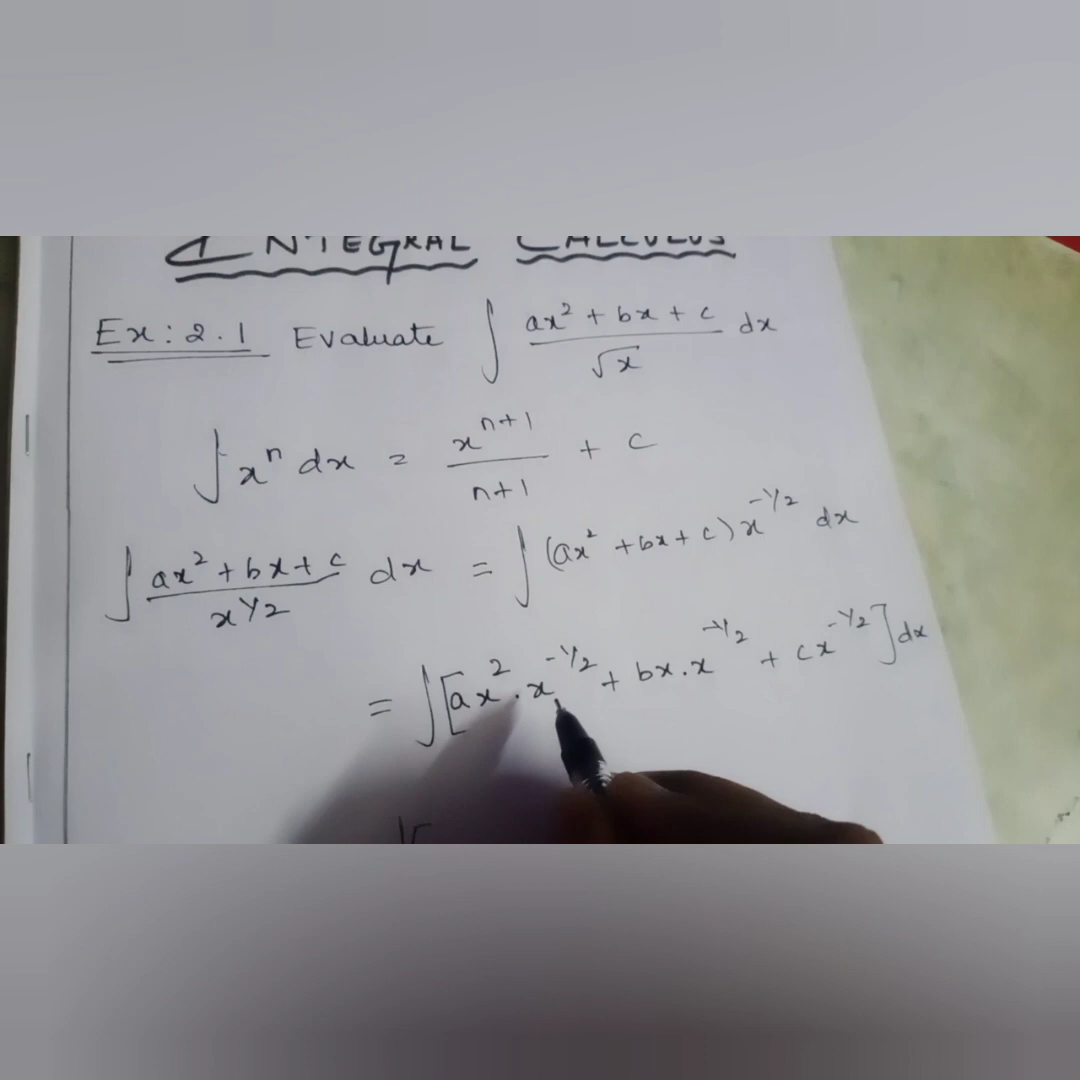 INTEGRAL CALCULUS
Ex: 2.1 Evaluate ∫ (ax² + bx + c)/√x dx
∫ xⁿ dx = xⁿ⁺¹/(n+1) + c
∫ (ax² + bx + c)/x^1/2 dx = ∫ (ax² + bx + c) x^-1/2 dx
= ∫ [ax² · x^-1/2 + bx · x^-1/2 + cx^-1/2] dx